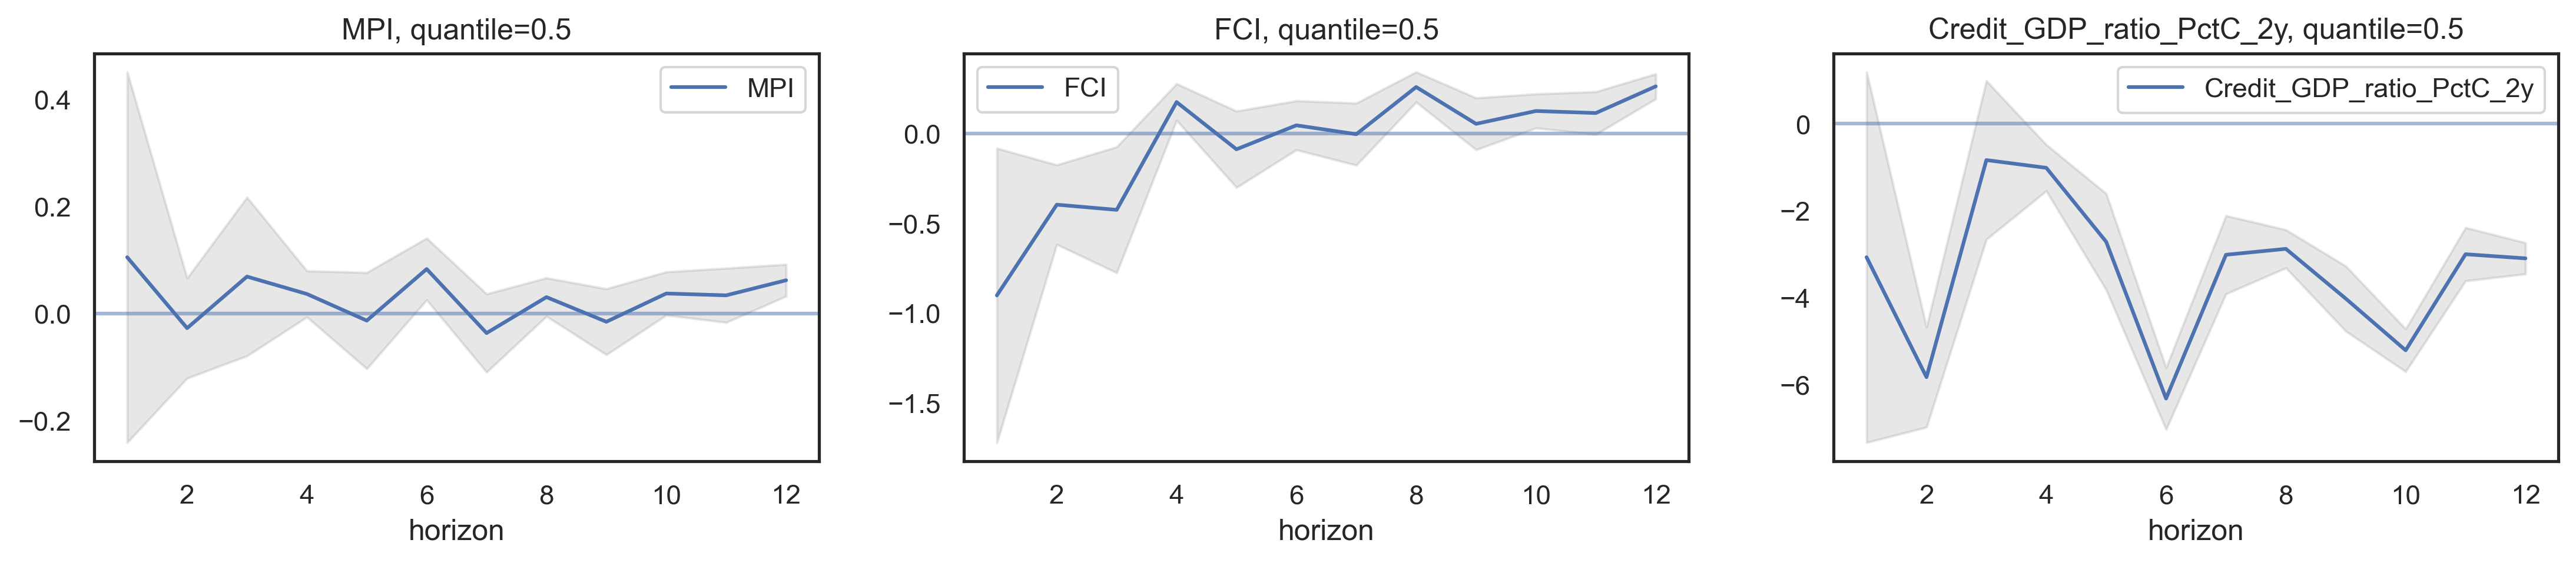 MPI, quantile=0.5
MPI
0.4
0.2
0.0
−0.2
2 4 6 8 10 12
horizon
FCI, quantile=0.5
FCI
0.0
−0.5
−1.0
−1.5
2 4 6 8 10 12
horizon
Credit_GDP_ratio_PctC_2y, quantile=0.5
Credit_GDP_ratio_PctC_2y
0
−2
−4
−6
2 4 6 8 10 12
horizon